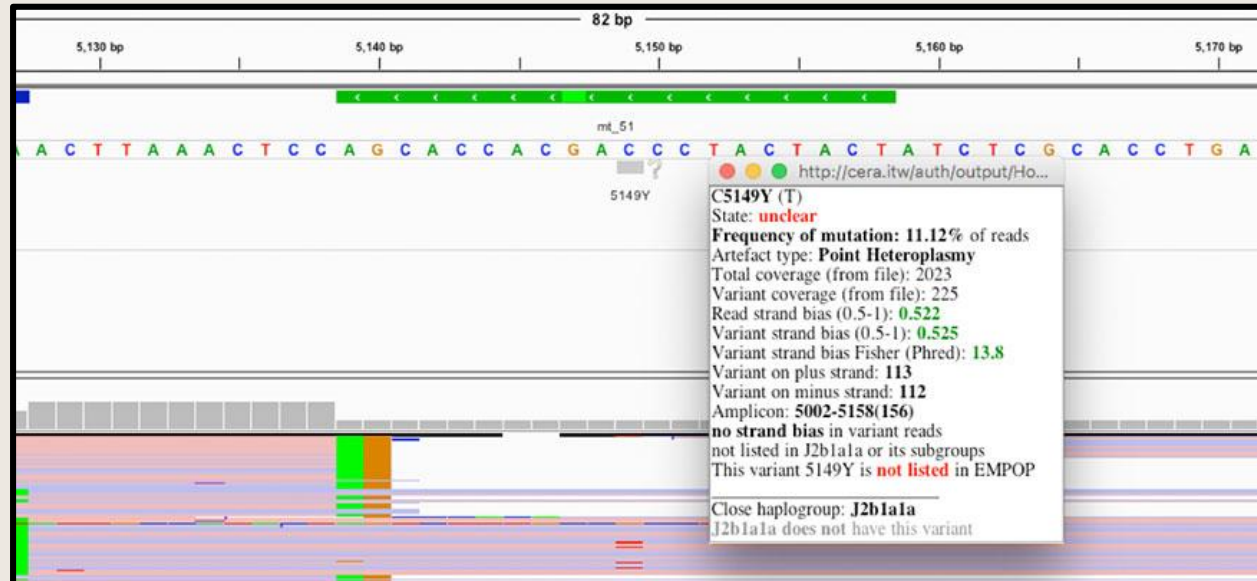 82 bp
5,130 bp 5,140 bp 5,150 bp 5,160 bp 5,170 bp
mt_51
A A C T T A A A C T C C A G C A C C A C G A C C C T A C T A C T A T C T C G C A C C T G A
?
5149Y
http://cera.itw/auth/output/Ho...
C5149Y (T)
State: unclear
Frequency of mutation: 11.12% of reads
Artefact type: Point Heteroplasmy
Total coverage (from file): 2023
Variant coverage (from file): 225
Read strand bias (0.5-1): 0.522
Variant strand bias (0.5-1): 0.525
Variant strand bias Fisher (Phred): 13.8
Variant on plus strand: 113
Variant on minus strand: 112
Amplicon: 5002-5158(156)
no strand bias in variant reads
not listed in J2b1a1a or its subgroups
This variant 5149Y is not listed in EMPOP
Close haplogroup: J2b1a1a
J2b1a1a does not have this variant